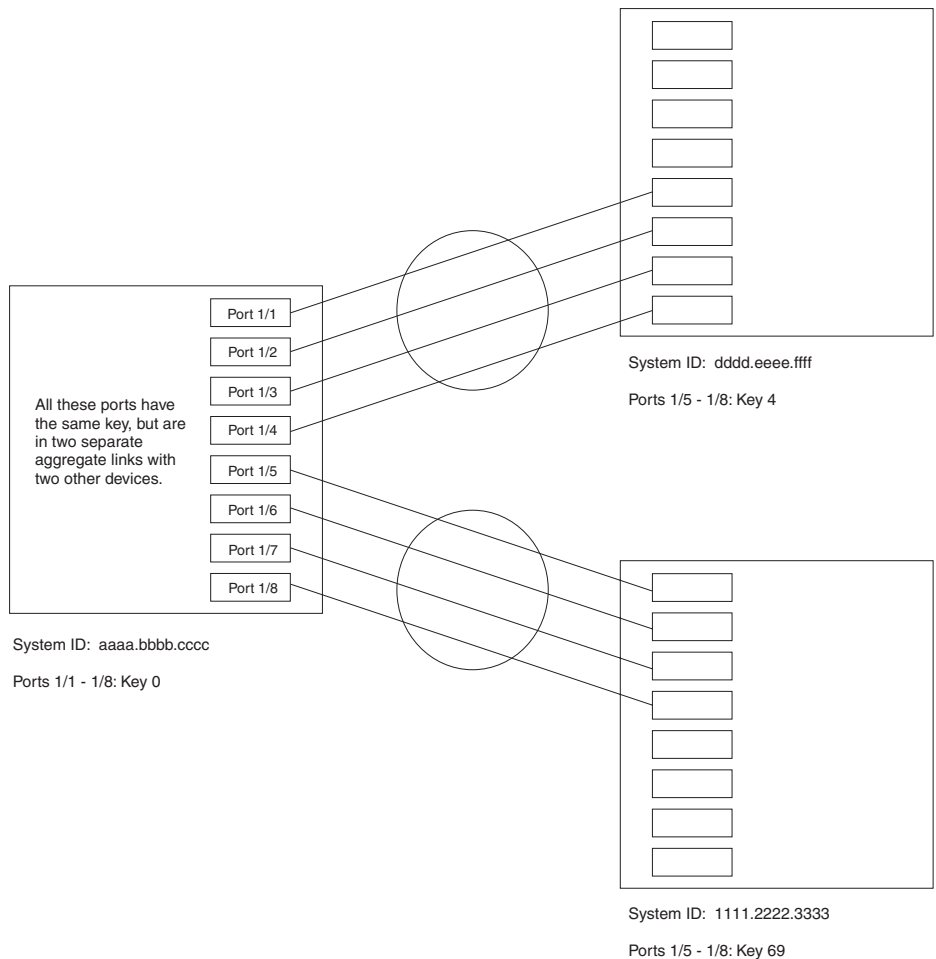 System ID: dddd.eeee.ffff
Ports 1/5 - 1/8: Key 4
Port 1/1
Port 1/2
Port 1/3
Port 1/4
Port 1/5
Port 1/6
Port 1/7
Port 1/8
All these ports have
the same key, but are
in two separate
aggregate links with
two other devices.
System ID: aaaa.bbbb.cccc
Ports 1/1 - 1/8: Key 0
System ID: 1111.2222.3333
Ports 1/5 - 1/8: Key 69